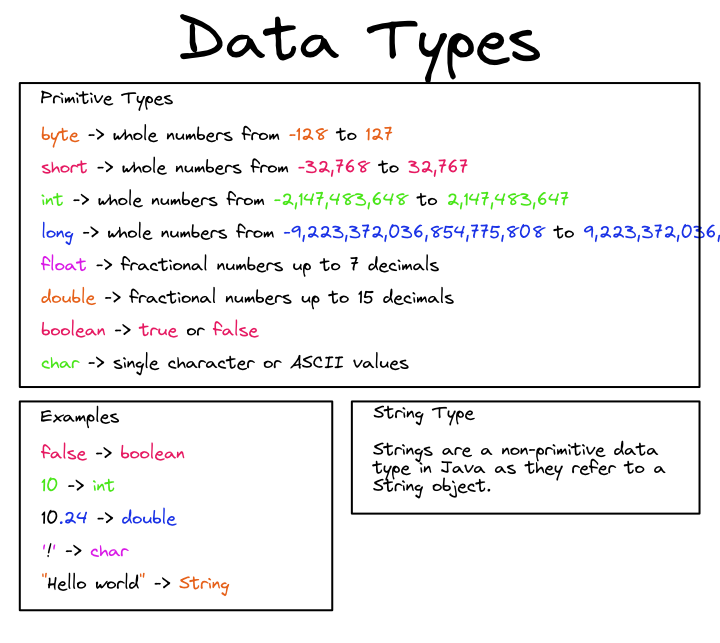 Data Types
Primitive Types
byte -> whole numbers from -128 to 127
short -> whole numbers from -32,768 to 32,767
int -> whole numbers from -2,147,483,648 to 2,147,483,647
long -> whole numbers from -9,223,372,036,854,775,808 to 9,223,372,036,
float -> fractional numbers up to 7 decimals
double -> fractional numbers up to 15 decimals
boolean -> true or false
char -> single character or ASCII values
Examples
false -> boolean
10 -> int
10.24 -> double
'!' -> char
"Hello world" -> String
String Type
Strings are a non-primitive data
type in Java as they refer to a
String object.